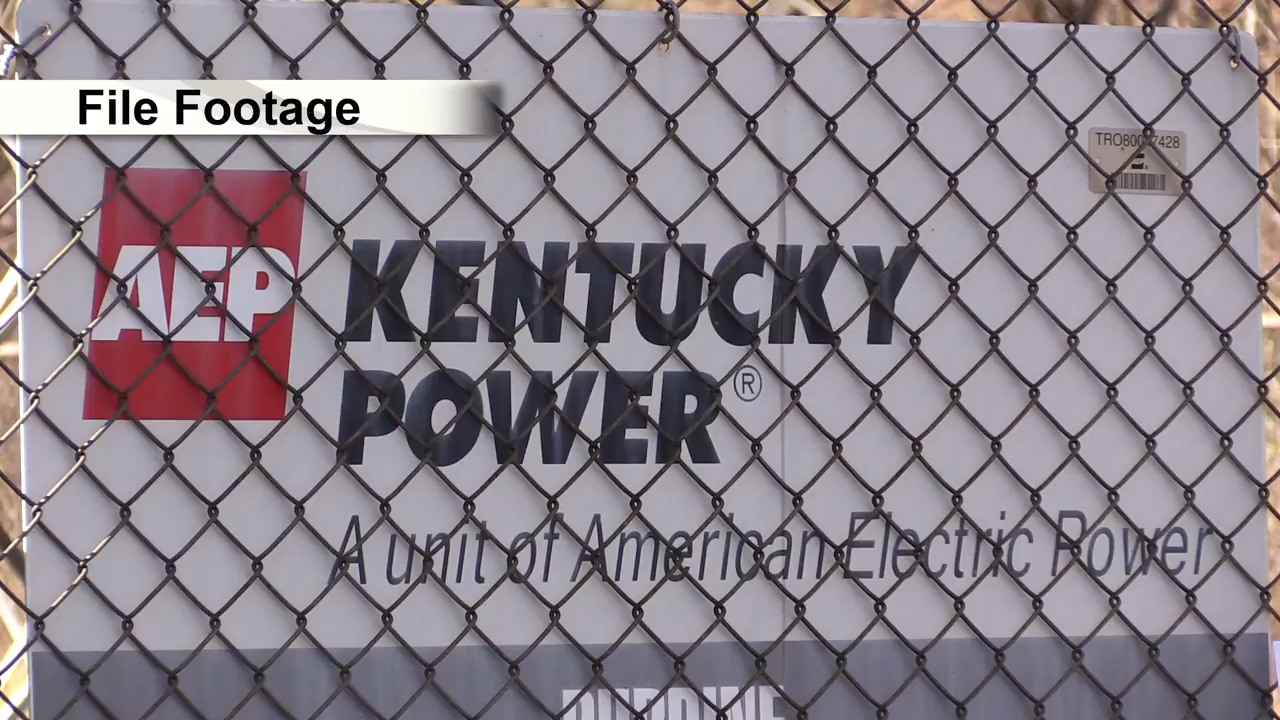 File Footage
AEP
KENTUCKY
POWER®
A unit of American Electric Power